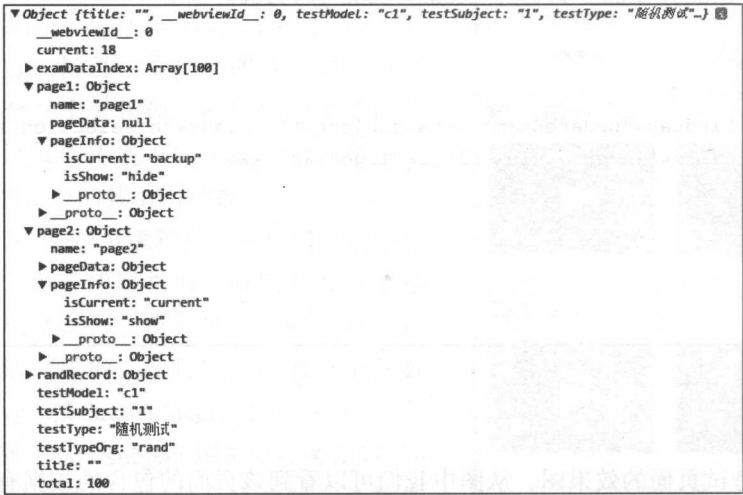 ▼Object {title: "", __webviewId__: 0, testModel: "c1", testSubject: "1", testType: "随机测试"…}
__webviewId__: 0
current: 18
▶examDataIndex: Array[100]
▼page1: Object
name: "page1"
pageData: null
▼pageInfo: Object
isCurrent: "backup"
isShow: "hide"
▶__proto__: Object
▶__proto__: Object
▼page2: Object
name: "page2"
▶pageData: Object
▼pageInfo: Object
isCurrent: "current"
isShow: "show"
▶__proto__: Object
▶__proto__: Object
▶randRecord: Object
testModel: "c1"
testSubject: "1"
testType: "随机测试"
testTypeOrg: "rand"
title: ""
total: 100